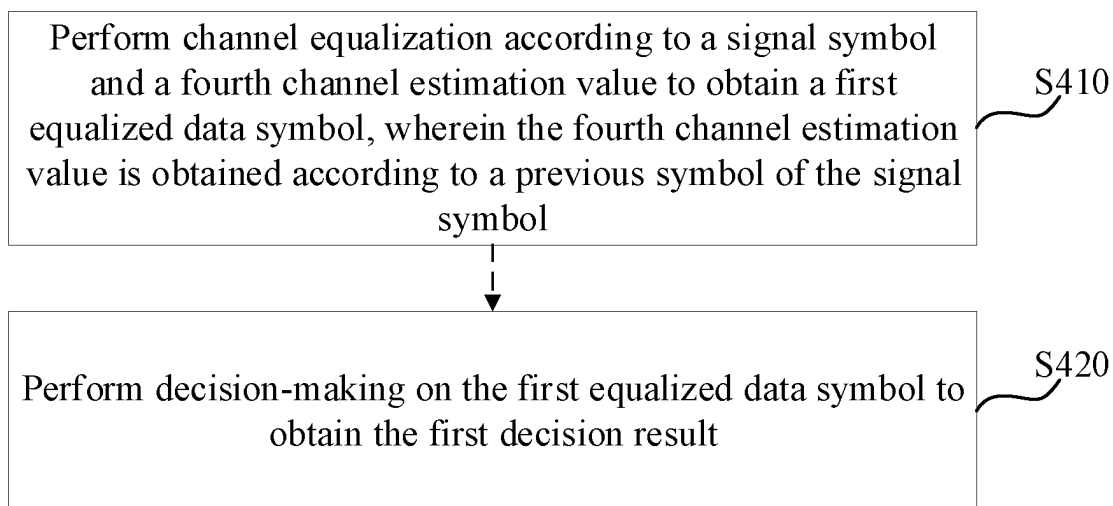 Perform channel equalization according to a signal symbol
and a fourth channel estimation value to obtain a first
equalized data symbol, wherein the fourth channel estimation
value is obtained according to a previous symbol of the signal
symbol
S410
Perform decision-making on the first equalized data symbol to
obtain the first decision result
S420